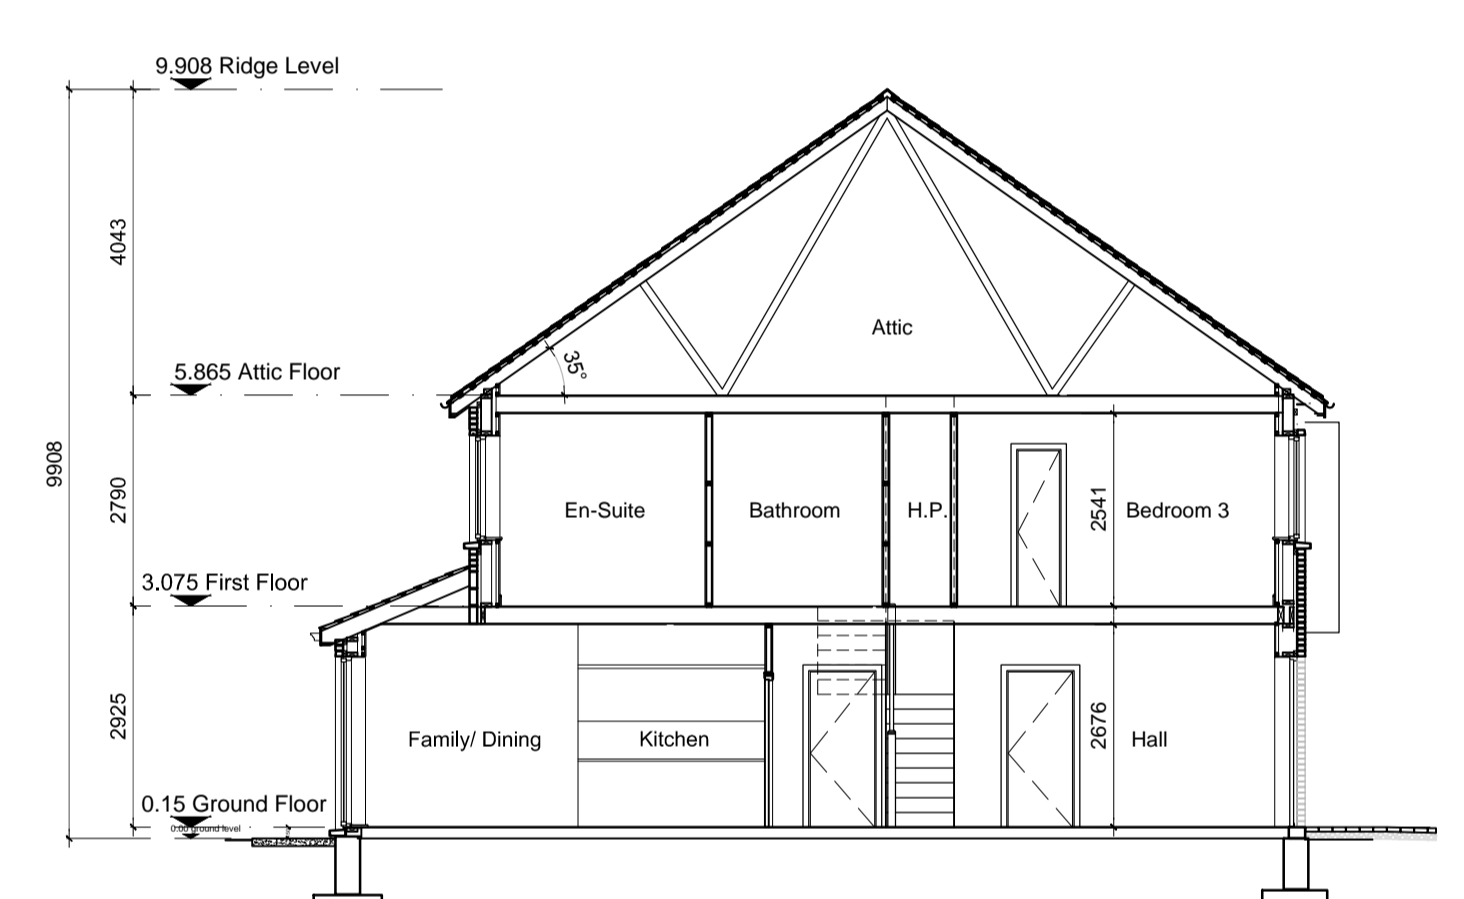 9.908 Ridge Level
4043
Attic
35°
5.865 Attic Floor
9908
2790
En-Suite
Bathroom
H.P.
2541
Bedroom 3
3.075 First Floor
2925
Family/ Dining
Kitchen
2676
Hall
0.15 Ground Floor
0.00 ground level